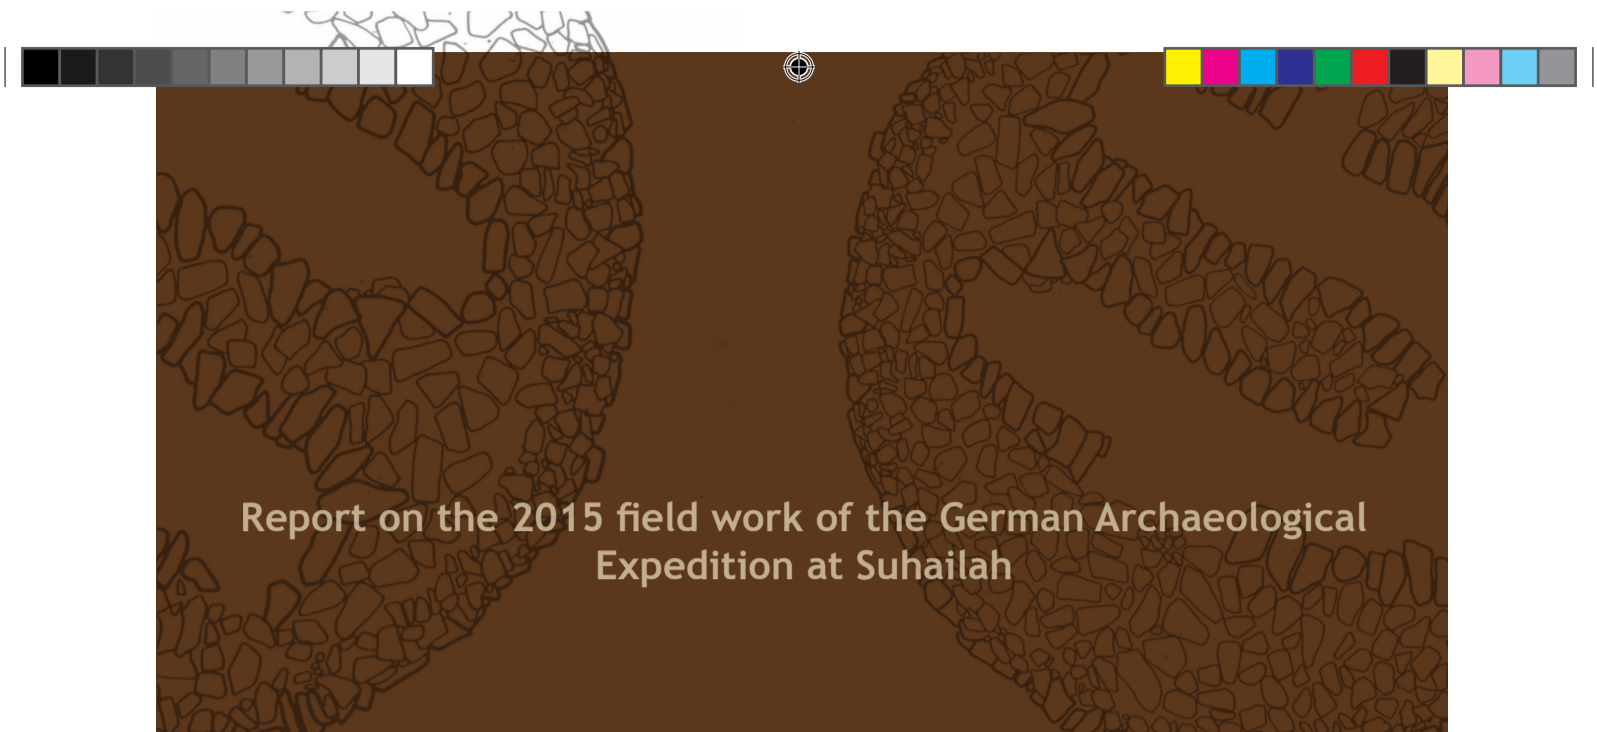 Report on the 2015 field work of the German Archaeological
Expedition at Suhailah